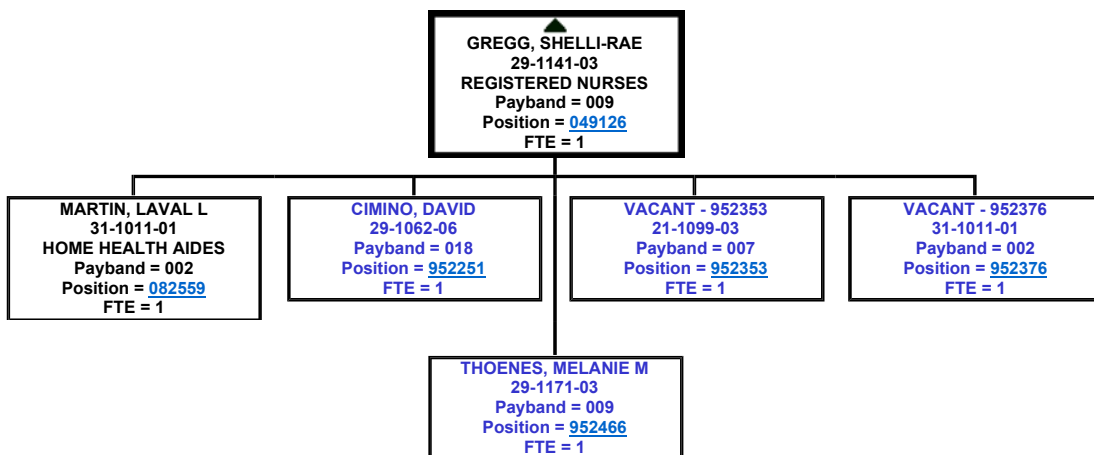 GREGG, SHELLI-RAE
29-1141-03
REGISTERED NURSES
Payband = 009
Position = 049126
FTE = 1
MARTIN, LAVAL L
31-1011-01
HOME HEALTH AIDES
Payband = 002
Position = 082559
FTE = 1
CIMINO, DAVID
29-1062-06
Payband = 018
Position = 952251
FTE = 1
VACANT - 952353
21-1099-03
Payband = 007
Position = 952353
FTE = 1
VACANT - 952376
31-1011-01
Payband = 002
Position = 952376
FTE = 1
THOENES, MELANIE M
29-1171-03
Payband = 009
Position = 952466
FTE = 1